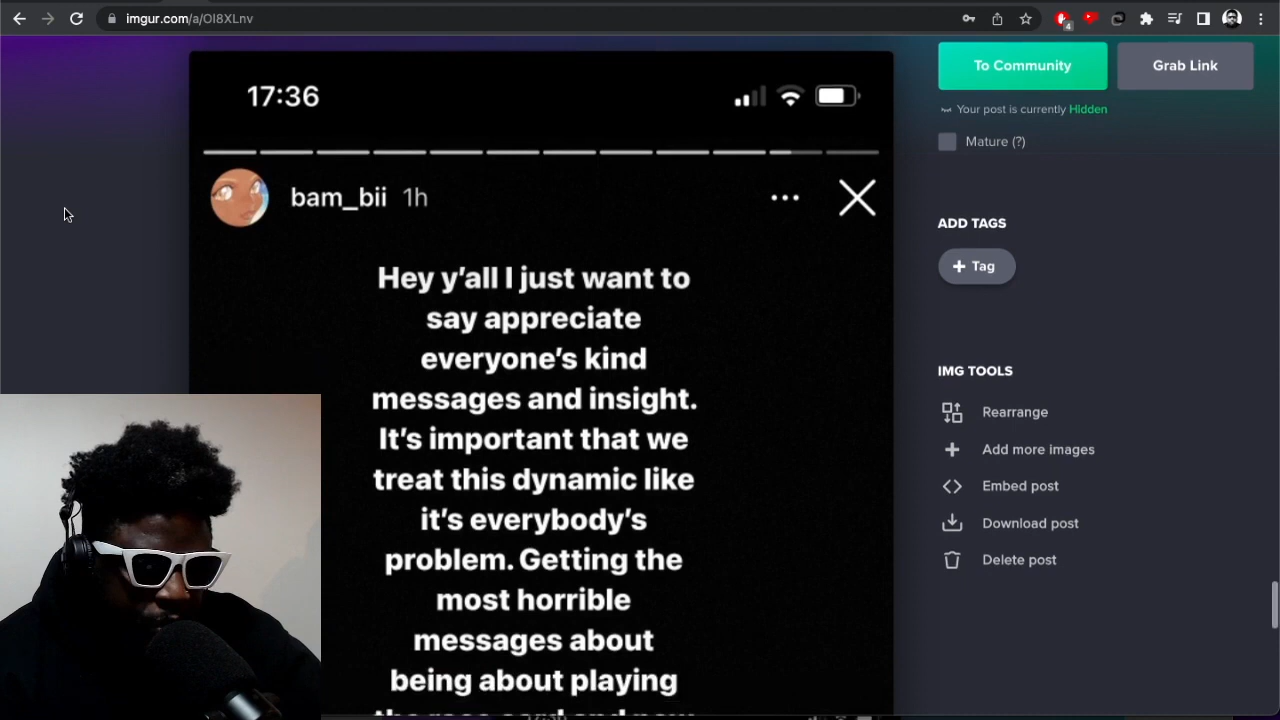 imgur.com/a/OI8XLnv
4
To Community
Grab Link
Your post is currently Hidden
Mature (?)
ADD TAGS
+ Tag
IMG TOOLS
Rearrange
Add more images
Embed post
Download post
Delete post
17:36
bam_bii 1h
Hey y'all I just want to
say appreciate
everyone's kind
messages and insight.
It's important that we
treat this dynamic like
it's everybody's
problem. Getting the
most horrible
messages about
being about playing